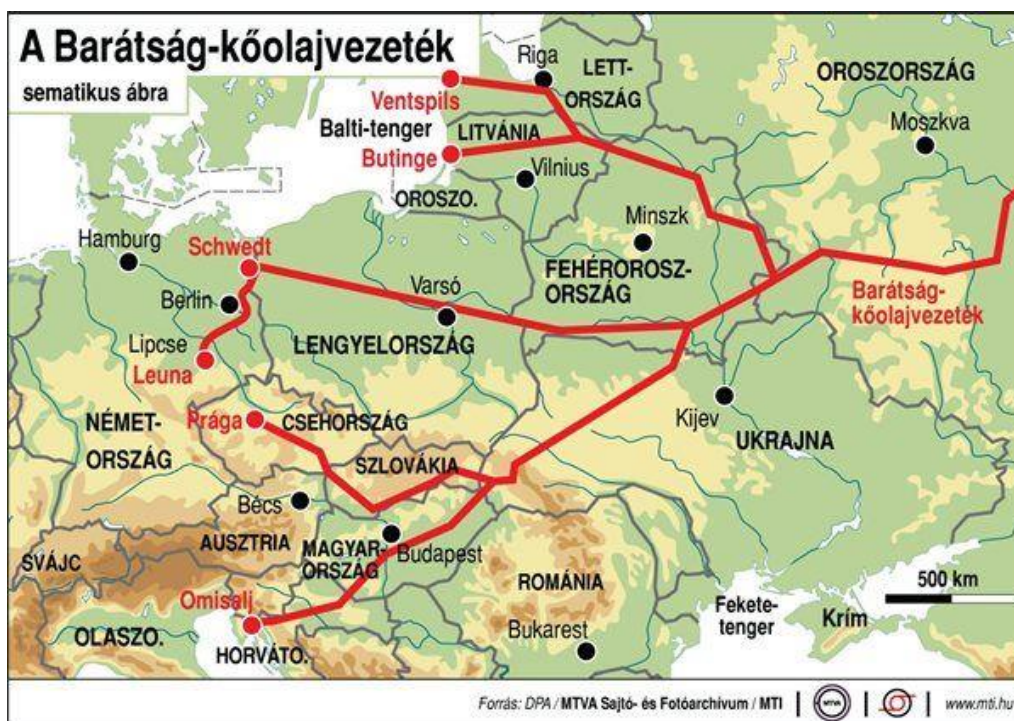 A Barátság-kőolajvezeték
sematikus ábra
Riga
LETT-
ORSZÁG
OROSZORSZÁG
Ventspils
Moszkva
Balti-tenger
LITVÁNIA
Butinge
Vilnius
OROSZO.
Minszk
Hamburg
Schwedt
FEHÉROROSZ-
ORSZÁG
Varsó
Berlin
Barátság-
kőolajvezeték
Lipcse
LENGYELORSZÁG
Leuna
Prága
CSEHORSZÁG
Kijev
NÉMET-
ORSZÁG
UKRAJNA
SZLOVÁKIA
Bécs
AUSZTRIA
MAGYAR-
ORSZÁG
Budapest
SVÁJC
ROMÁNIA
500 km
Omisalj
Fekete-
tenger
Krím
OLASZO.
HORVÁTO.
Bukarest
Forrás: DPA / MTVA Sajtó- és Fotóarchívum / MTI
MTVA
www.mti.hu